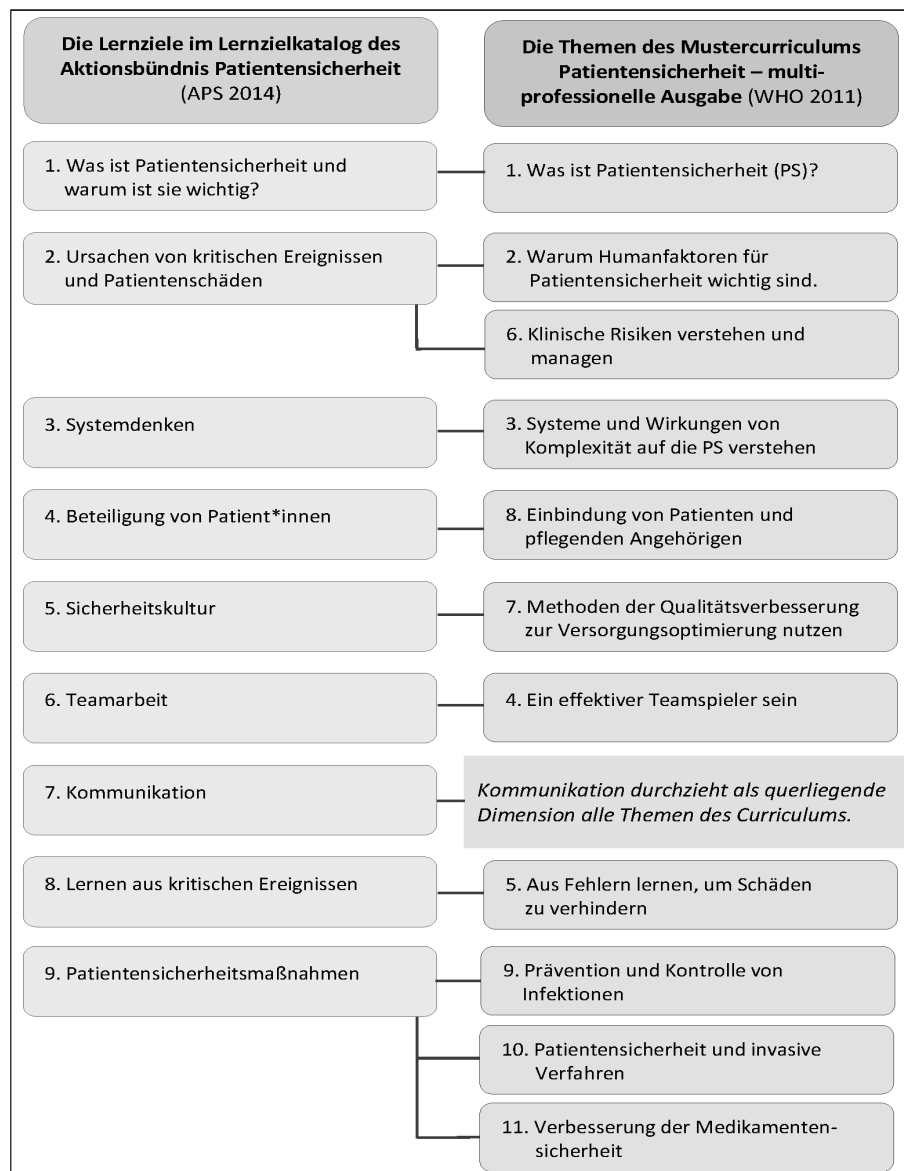 Die Lernziele im Lernzielkatalog des
Aktionsbündnis Patientensicherheit
(APS 2014)
Die Themen des Mustercurriculums
Patientensicherheit – multi-
professionelle Ausgabe (WHO 2011)
1. Was ist Patientensicherheit und
warum ist sie wichtig?
1. Was ist Patientensicherheit (PS)?
2. Ursachen von kritischen Ereignissen
und Patientenschäden
2. Warum Humanfaktoren für
Patientensicherheit wichtig sind.
6. Klinische Risiken verstehen und
managen
3. Systemdenken
3. Systeme und Wirkungen von
Komplexität auf die PS verstehen
4. Beteiligung von Patient*innen
8. Einbindung von Patienten und
pflegenden Angehörigen
5. Sicherheitskultur
7. Methoden der Qualitätsverbesserung
zur Versorgungsoptimierung nutzen
6. Teamarbeit
4. Ein effektiver Teamspieler sein
7. Kommunikation
Kommunikation durchzieht als querliegende
Dimension alle Themen des Curriculums.
8. Lernen aus kritischen Ereignissen
5. Aus Fehlern lernen, um Schäden
zu verhindern
9. Patientensicherheitsmaßnahmen
9. Prävention und Kontrolle von
Infektionen
10. Patientensicherheit und invasive
Verfahren
11. Verbesserung der Medikamenten-
sicherheit